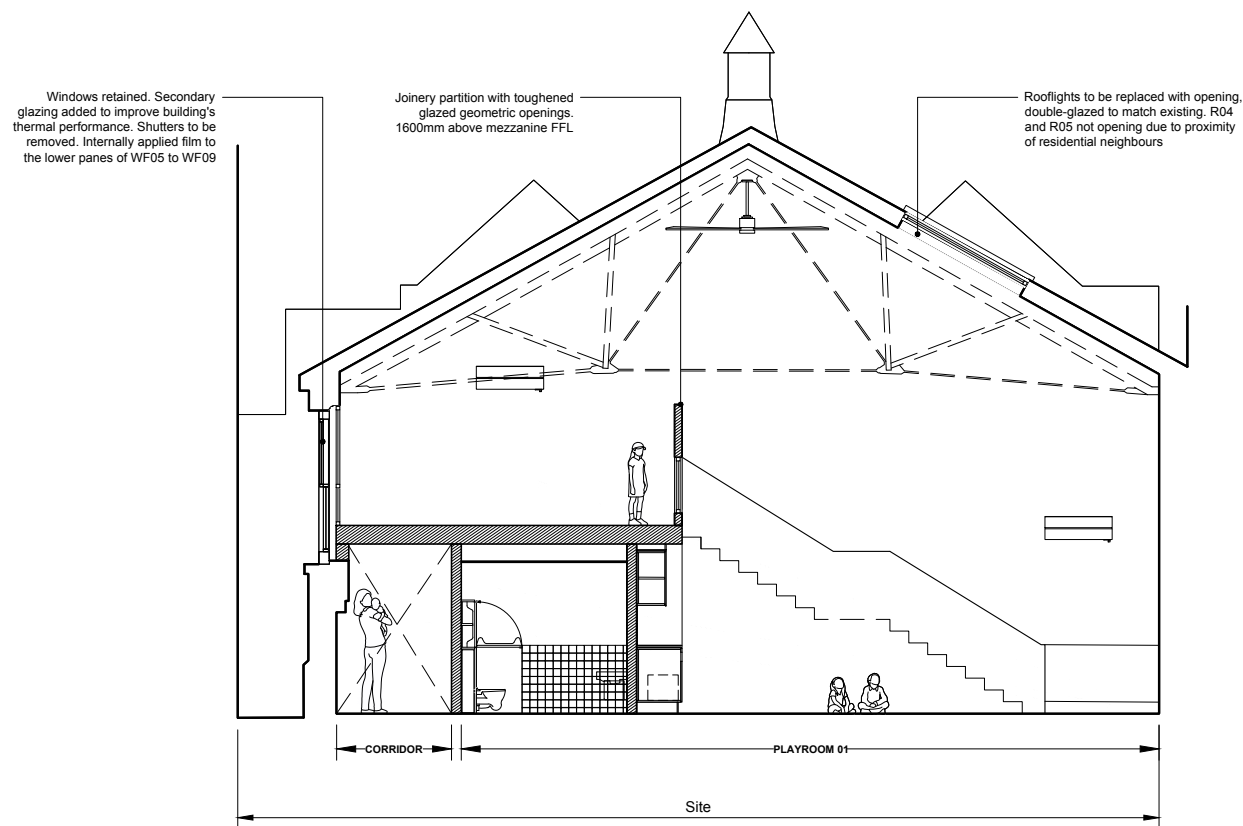 Windows retained. Secondary
glazing added to improve building's
thermal performance. Shutters to be
removed. Internally applied film to
the lower panes of WF05 to WF09
Joinery partition with toughened
glazed geometric openings.
1600mm above mezzanine FFL
Rooflights to be replaced with opening,
double-glazed to match existing. R04
and R05 not opening due to proximity
of residential neighbours
CORRIDOR
PLAYROOM 01
Site